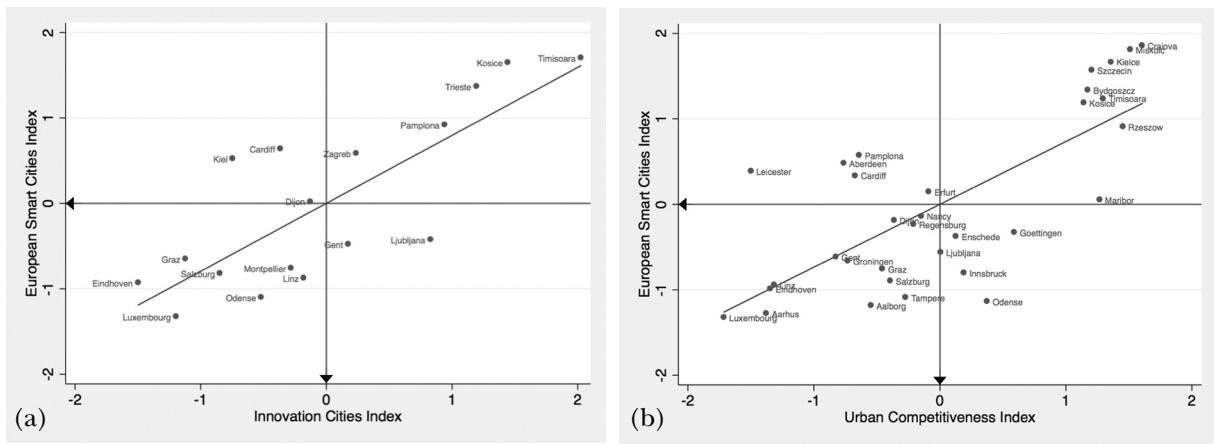 2
1
0
-1
-2
European Smart Cities Index
Timisoara
Kosice
Trieste
Pamplona
Cardiff
Zagreb
Kiel
Dijon
Ljubljana
Gent
Graz
Montpellier
Salzburg
Linz
Eindhoven
Odense
Luxembourg
-2 -1 0 1 2
(a) Innovation Cities Index
2
1
0
-1
-2
European Smart Cities Index
Craiova
Miskolc
Kielce
Szczecin
Bydgoszcz
Timisoara
Kosice
Rzeszow
Pamplona
Aberdeen
Leicester
Cardiff
Erfurt
Maribor
Nancy
Dijon
Regensburg
Goettingen
Enschede
Ljubljana
Gent
Groningen
Graz
Innsbruck
Salzburg
Linz
Eindhoven
Tampere
Odense
Aalborg
Aarhus
Luxembourg
-2 -1 0 1 2
(b) Urban Competitiveness Index